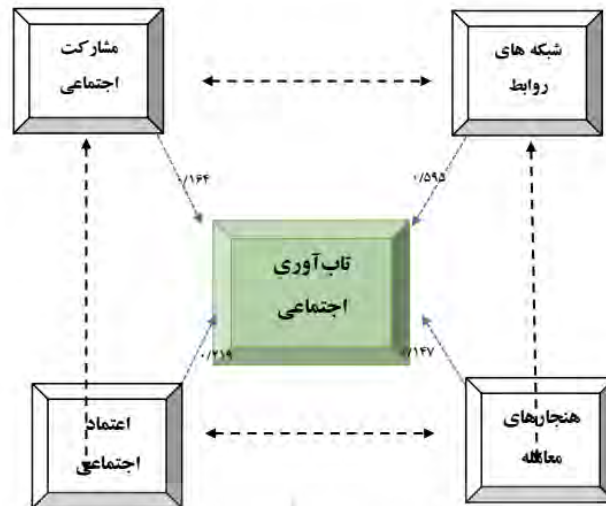 شبکه های
روابط
مشارکت
اجتماعی
۰/۵۹۵
۰/۱۶۴
تاب‌آوری
اجتماعی
۰/۱۴۷
۰/۲۱۹
هنجارهای
معامله
اعتماد
اجتماعی